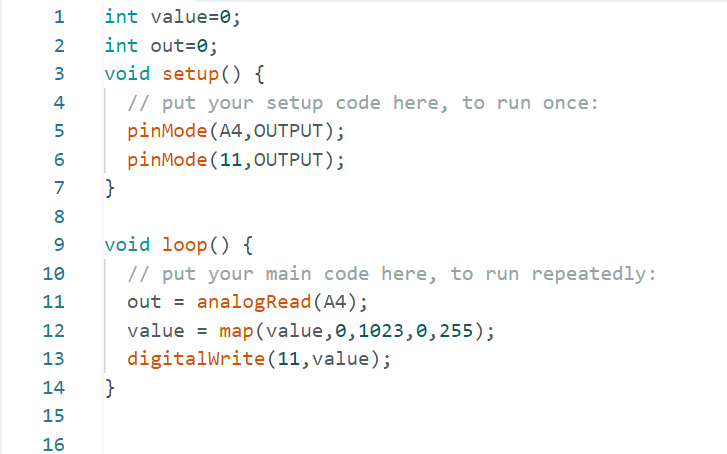 1 int value=0;
2 int out=0;
3 void setup() {
4 // put your setup code here, to run once:
5 pinMode(A4,OUTPUT);
6 pinMode(11,OUTPUT);
7 }
8
9 void loop() {
10 // put your main code here, to run repeatedly:
11 out = analogRead(A4);
12 value = map(value,0,1023,0,255);
13 digitalWrite(11,value);
14 }
15
16